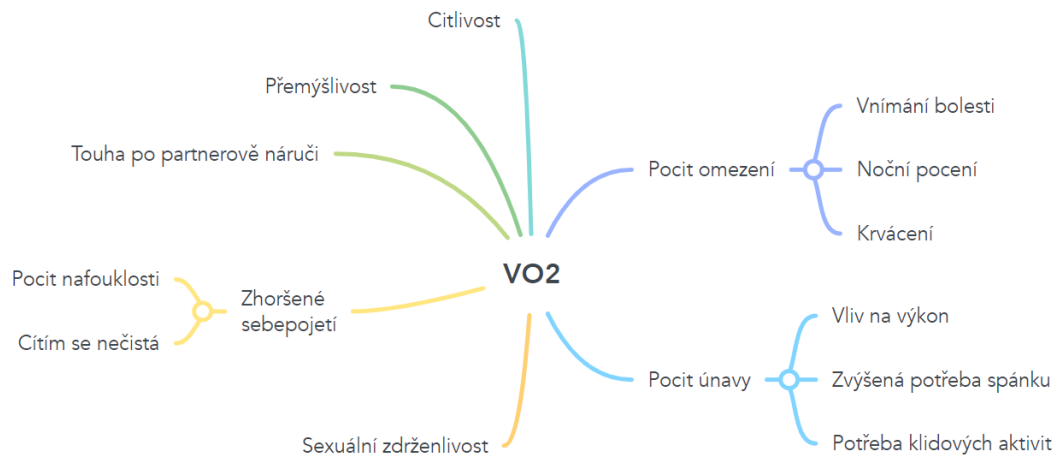 Citlivost
Přemýšlivost
Touha po partnerově náruči
Pocit nafouklosti
Cítím se nečistá
Zhoršené
sebepojetí
Sexuální zdrženlivost
VO2
Pocit omezení
Vnímání bolesti
Noční pocení
Krvácení
Pocit únavy
Vliv na výkon
Zvýšená potřeba spánku
Potřeba klidových aktivit